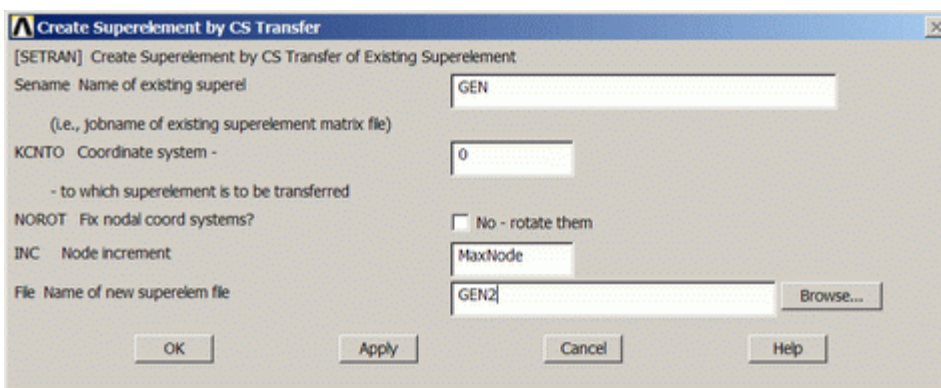 Create Superelement by CS Transfer
[SETRAN] Create Superelement by CS Transfer of Existing Superelement
Sename Name of existing superel GEN
(i.e., jobname of existing superelement matrix file)
KCNTO Coordinate system - 0
- to which superelement is to be transferred
NOROT Fix nodal coord systems? No - rotate them
INC Node increment MaxNode
File Name of new superelem file GEN2 Browse...
OK Apply Cancel Help